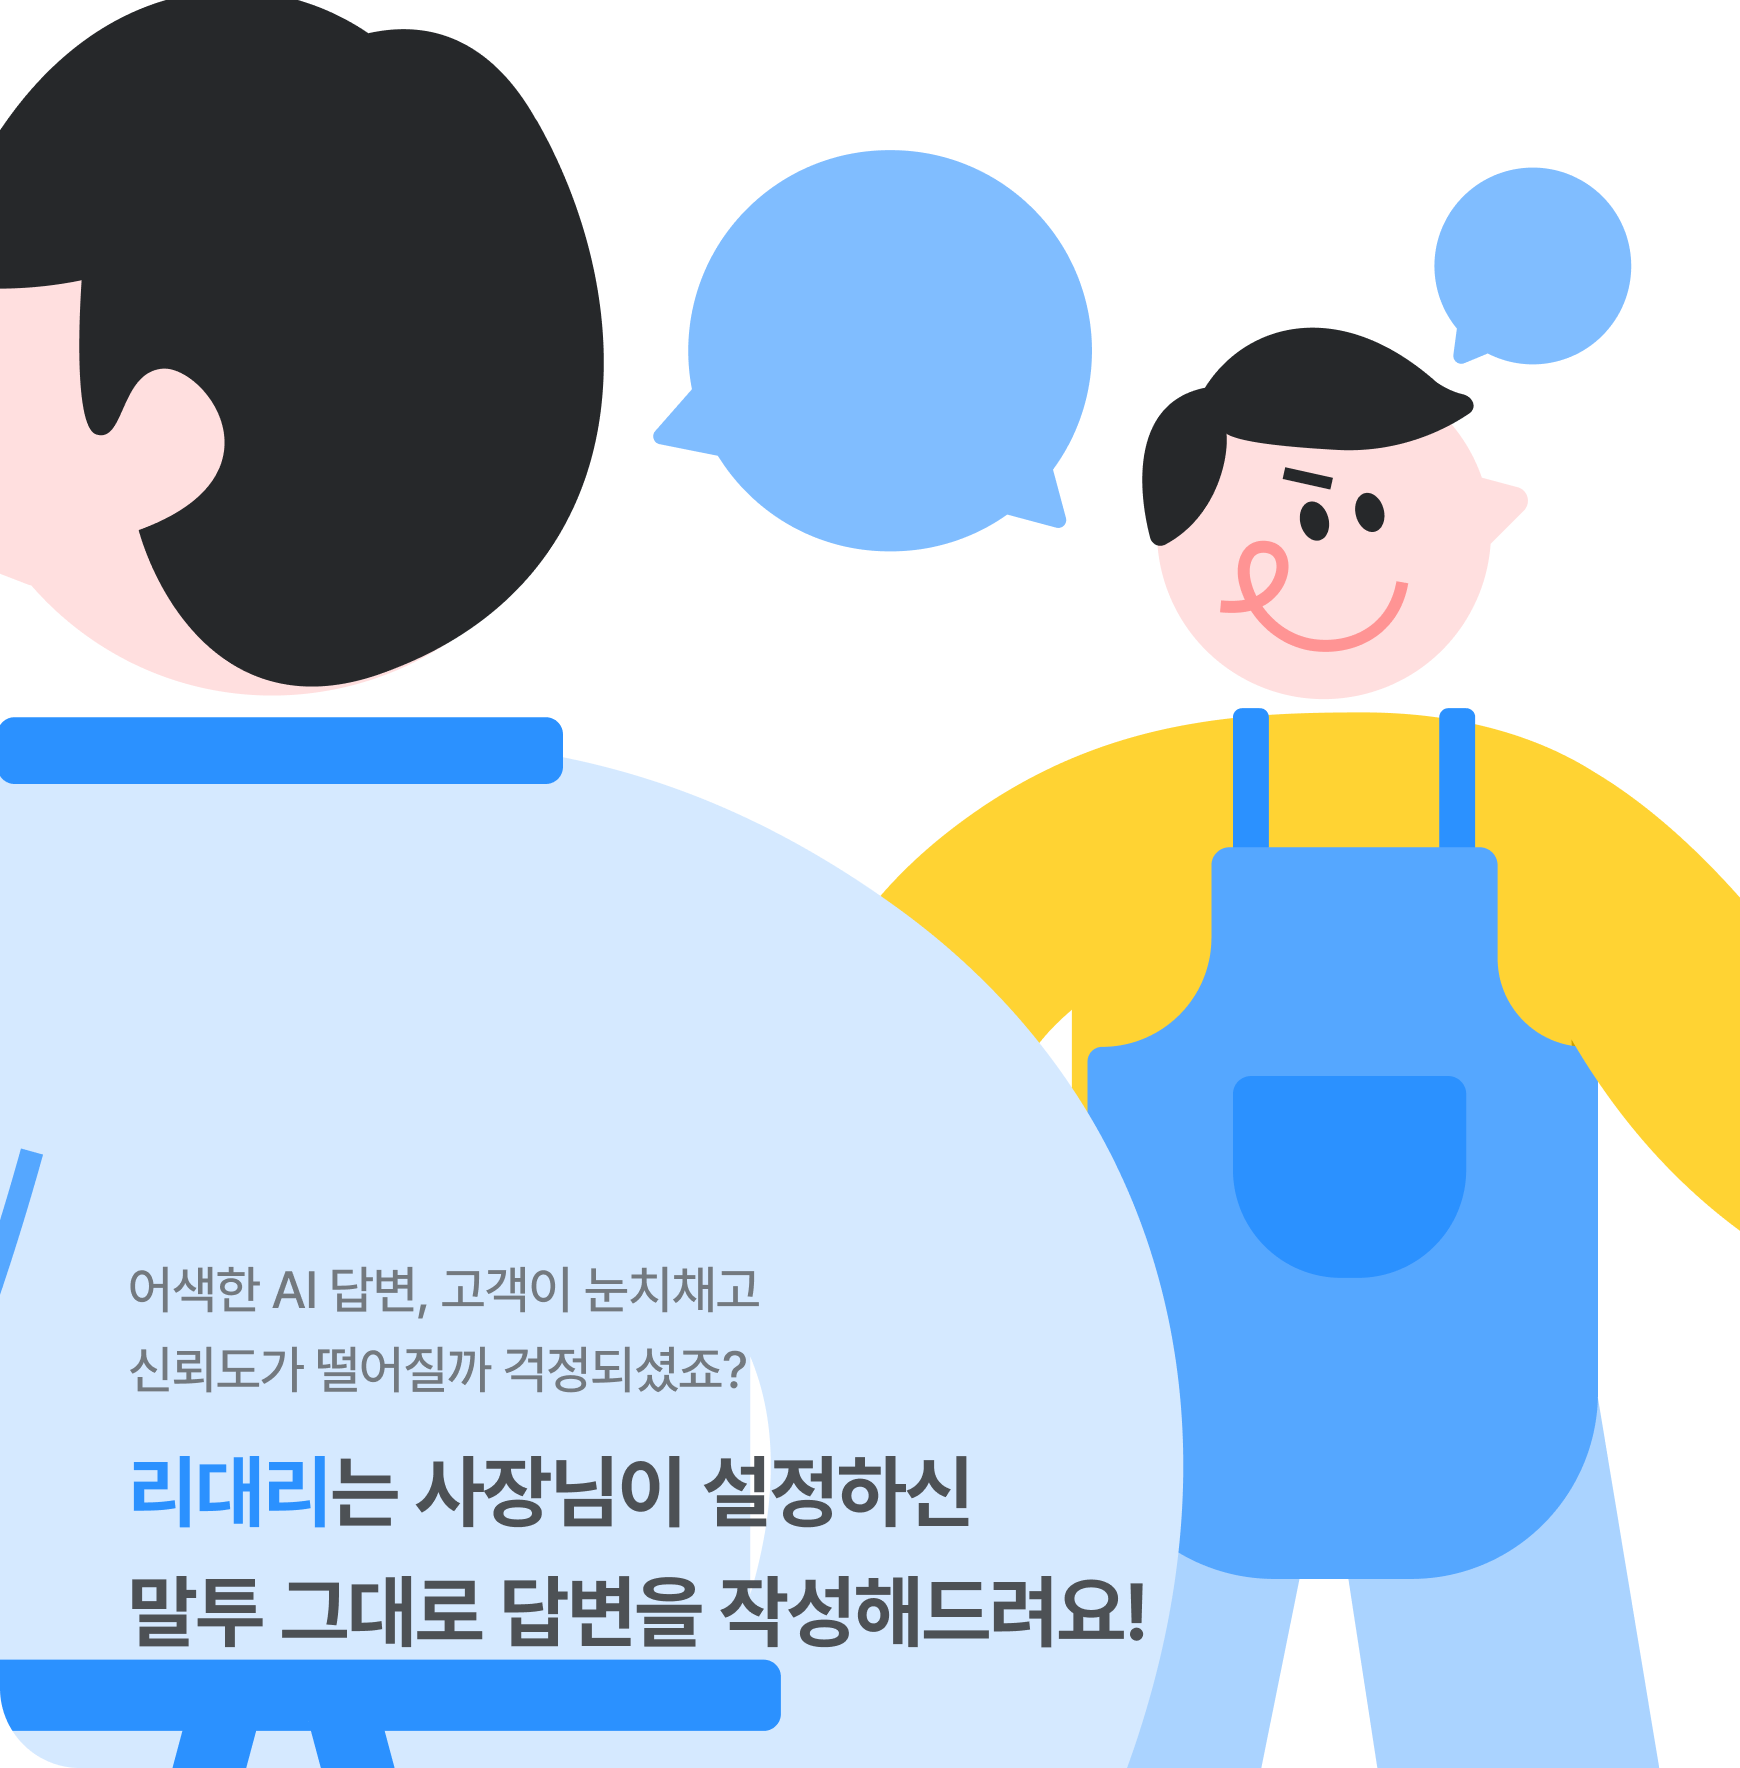 어색한 AI 답변, 고객이 눈치채고
신뢰도가 떨어질까 걱정되셨죠?
리대리는 사장님이 설정하신
말투 그대로 답변을 작성해드려요!